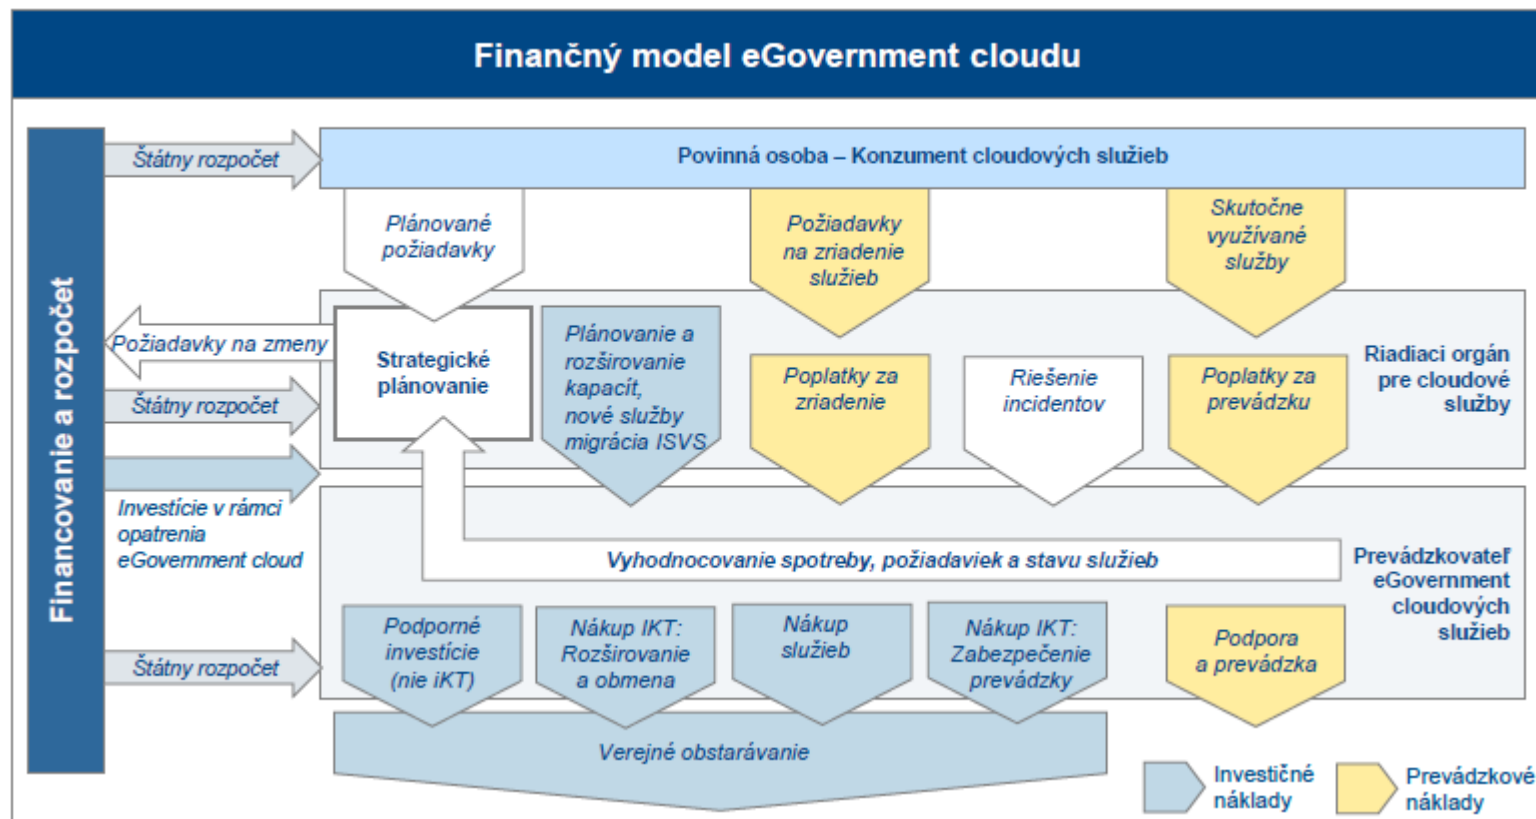 Finančný model eGovernment cloudu
Financovanie a rozpočet
Štátny rozpočet
Povinná osoba – Konzument cloudových služieb
Plánované
požiadavky
Požiadavky
na zriadenie
služieb
Skutočne
využívané
služby
Požiadavky na zmeny
Strategické
plánovanie
Plánovanie a
rozširovanie
kapacít,
nové služby
migrácia ISVS
Poplatky za
zriadenie
Riešenie
incidentov
Poplatky za
prevádzku
Riadiaci orgán
pre cloudové
služby
Štátny rozpočet
Investície v rámci
opatrenia
eGovernment cloud
Vyhodnocovanie spotreby, požiadaviek a stavu služieb
Prevádzkovateľ
eGovernment
cloudových
služieb
Štátny rozpočet
Podporné
investície
(nie iKT)
Nákup IKT:
Rozširovanie
a obmena
Nákup
služieb
Nákup IKT:
Zabezpečenie
prevádzky
Podpora
a prevádzka
Verejné obstarávanie
Investičné
náklady
Prevádzkové
náklady